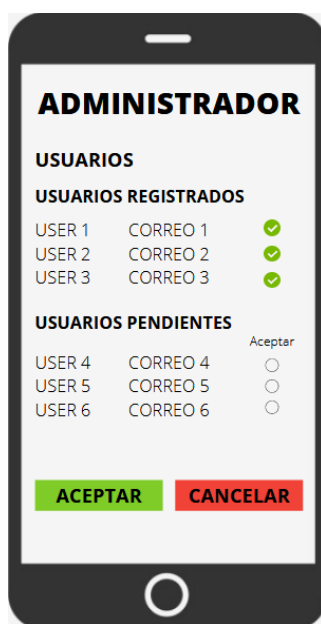 ADMINISTRADOR
USUARIOS
USUARIOS REGISTRADOS
USER 1 CORREO 1
USER 2 CORREO 2
USER 3 CORREO 3
USUARIOS PENDIENTES
Aceptar
USER 4 CORREO 4
USER 5 CORREO 5
USER 6 CORREO 6
ACEPTAR CANCELAR